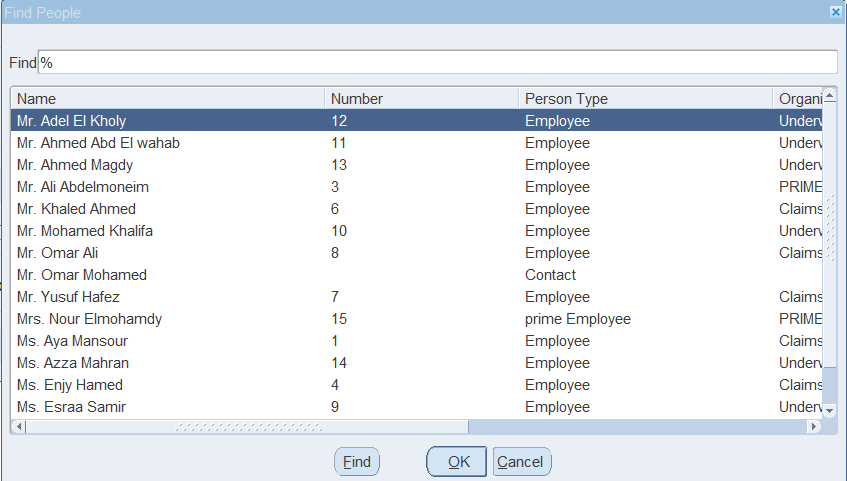 Find People
Find %
Name Number Person Type Organi
Mr. Adel El Kholy 12 Employee Underw
Mr. Ahmed Abd El wahab 11 Employee Underw
Mr. Ahmed Magdy 13 Employee Underw
Mr. Ali Abdelmoneim 3 Employee PRIME
Mr. Khaled Ahmed 6 Employee Claims
Mr. Mohamed Khalifa 10 Employee Underw
Mr. Omar Ali 8 Employee Claims
Mr. Omar Mohamed Contact
Mr. Yusuf Hafez 7 Employee Claims
Mrs. Nour Elmohamdy 15 prime Employee PRIME
Ms. Aya Mansour 1 Employee Claims
Ms. Azza Mahran 14 Employee Underw
Ms. Enjy Hamed 4 Employee Claims
Ms. Esraa Samir 9 Employee Underw
Find OK Cancel